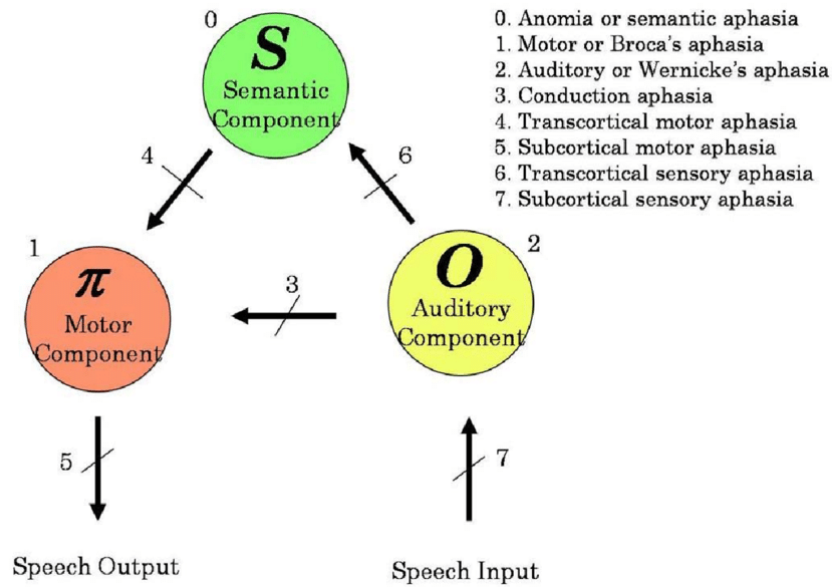 0
S
Semantic
Component
0. Anomia or semantic aphasia
1. Motor or Broca's aphasia
2. Auditory or Wernicke's aphasia
3. Conduction aphasia
4. Transcortical motor aphasia
5. Subcortical motor aphasia
6. Transcortical sensory aphasia
7. Subcortical sensory aphasia
4
6
1
π
Motor
Component
3
2
O
Auditory
Component
5
7
Speech Output
Speech Input